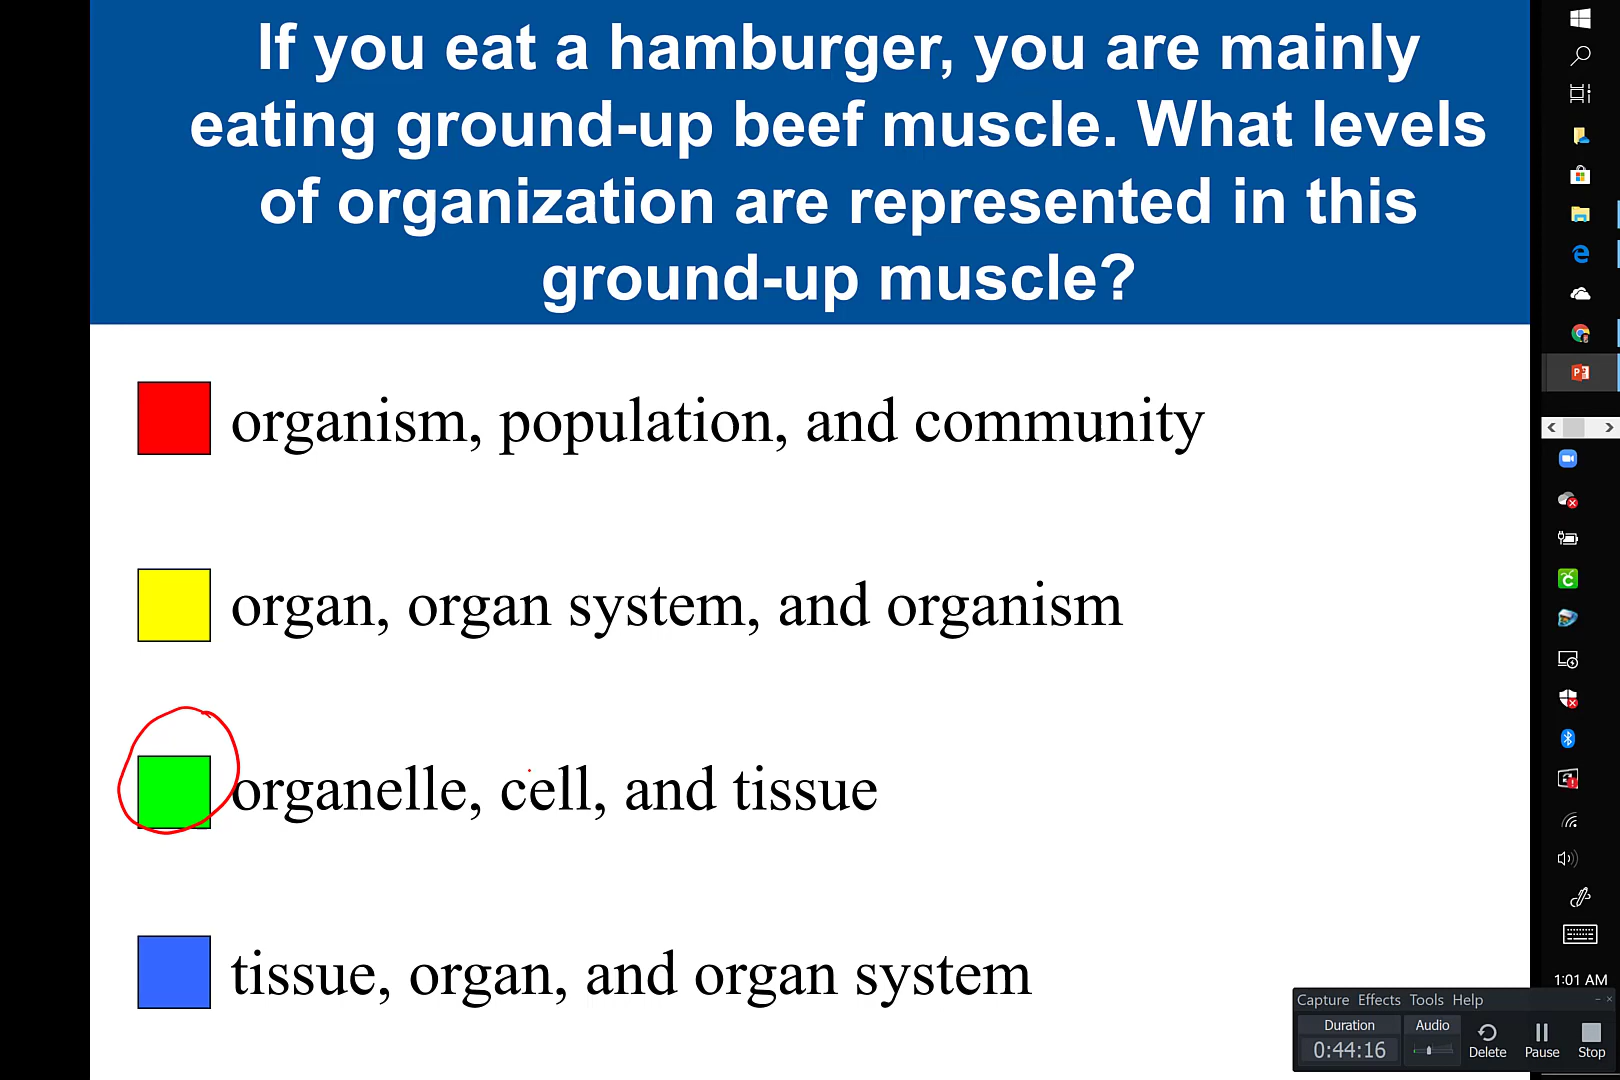 If you eat a hamburger, you are mainly
eating ground-up beef muscle. What levels
of organization are represented in this
ground-up muscle?
organism, population, and community
organ, organ system, and organism
organelle, cell, and tissue
tissue, organ, and organ system
1:01 AM
Capture Effects Tools Help
Duration Audio
0:44:16 Delete Pause Stop